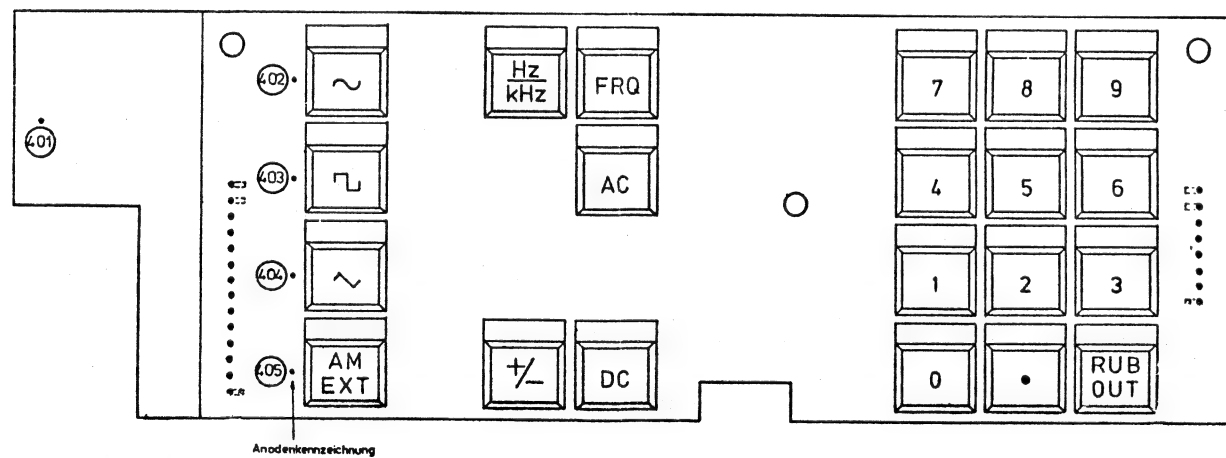 402
Hz
kHz
FRQ
7
8
9
401
403
AC
4
5
6
404
1
2
3
405
AM
EXT
+/-
DC
0
.
RUB
OUT
Anodenkennzeichnung